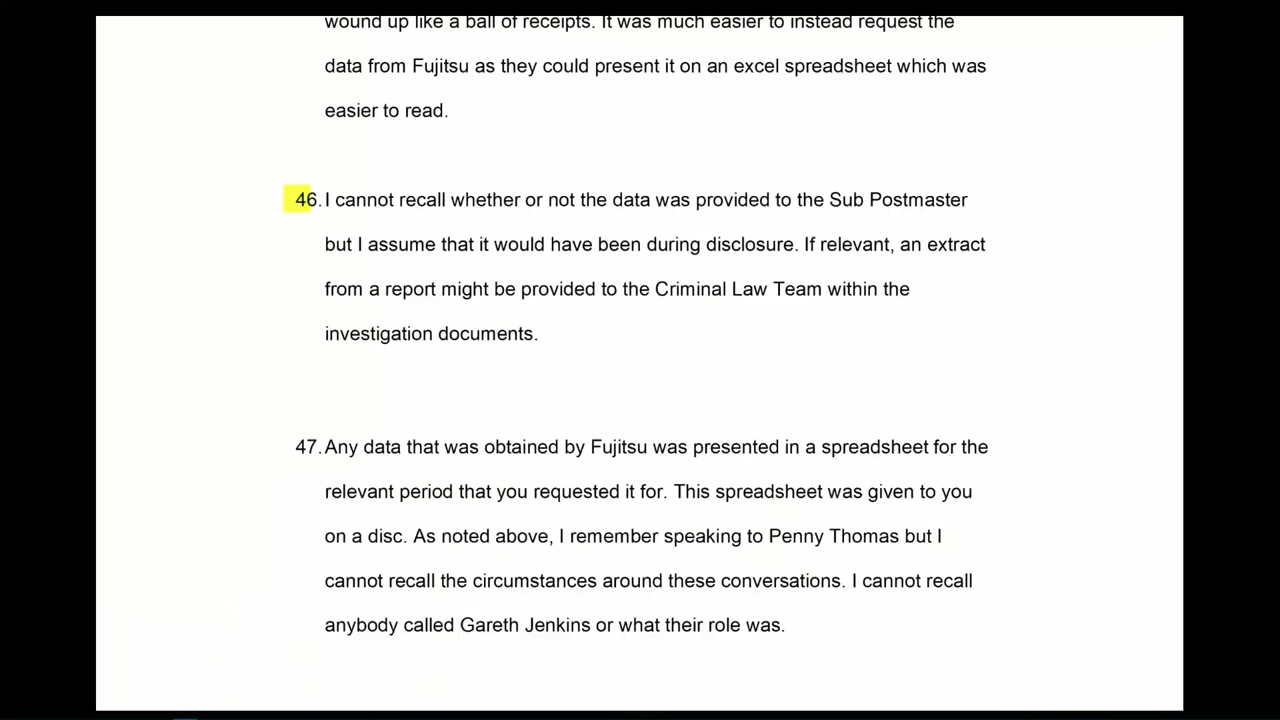 wound up like a ball of receipts. It was much easier to instead request the
data from Fujitsu as they could present it on an excel spreadsheet which was
easier to read.
46. I cannot recall whether or not the data was provided to the Sub Postmaster
but I assume that it would have been during disclosure. If relevant, an extract
from a report might be provided to the Criminal Law Team within the
investigation documents.
47. Any data that was obtained by Fujitsu was presented in a spreadsheet for the
relevant period that you requested it for. This spreadsheet was given to you
on a disc. As noted above, I remember speaking to Penny Thomas but I
cannot recall the circumstances around these conversations. I cannot recall
anybody called Gareth Jenkins or what their role was.